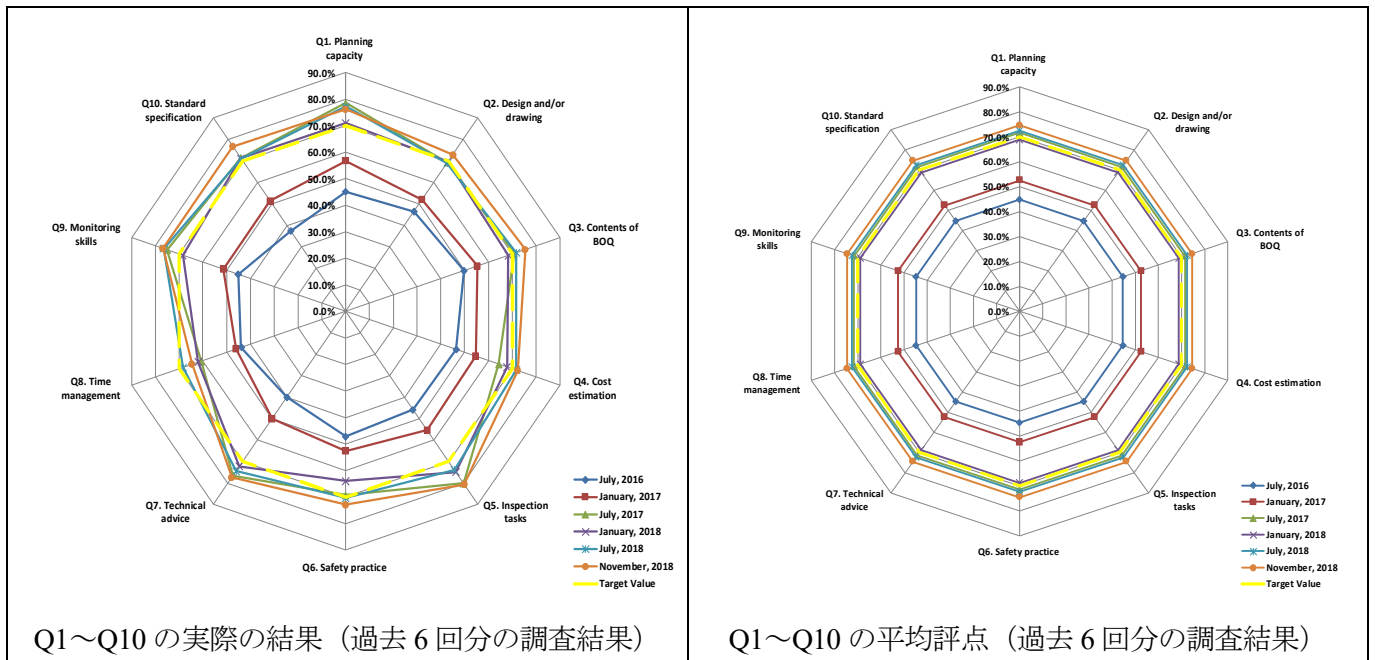 Q1. Planning
capacity
90.0%
80.0%
70.0%
60.0%
50.0%
40.0%
30.0%
20.0%
10.0%
0.0%
Q2. Design and/or
drawing
Q3. Contents of
BOQ
Q4. Cost
estimation
Q5. Inspection
tasks
Q6. Safety practice
Q7. Technical
advice
Q8. Time
management
Q9. Monitoring
skills
Q10. Standard
specification
July, 2016
January, 2017
July, 2017
January, 2018
July, 2018
November, 2018
Target Value
Q1～Q10 の実際の結果（過去 6 回分の調査結果）
Q1. Planning
capacity
90.0%
80.0%
70.0%
60.0%
50.0%
40.0%
30.0%
20.0%
10.0%
0.0%
Q2. Design and/or
drawing
Q3. Contents of
BOQ
Q4. Cost estimation
Q5. Inspection
tasks
Q6. Safety practice
Q7. Technical
advice
Q8. Time
management
Q9. Monitoring
skills
Q10. Standard
specification
July, 2016
January, 2017
July, 2017
January, 2018
July, 2018
November, 2018
Target Value
Q1～Q10 の平均評点（過去 6 回分の調査結果）